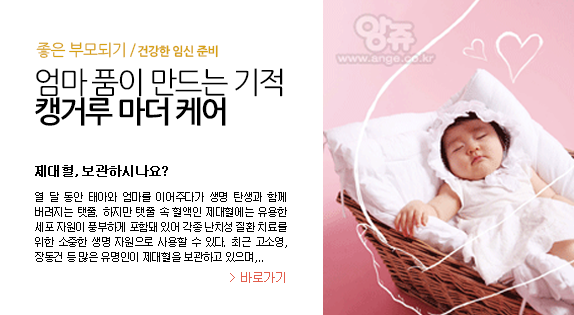 좋은 부모되기 / 건강한 임신 준비
엄마 품이 만드는 기적
캥거루 마더 케어
앙쥬
www.ange.co.kr
제대혈, 보관하시나요?
열 달 동안 태아와 엄마를 이어주다가 생명 탄생과 함께
버려지는 탯줄. 하지만 탯줄 속 혈액인 제대혈에는 유용한
세포 자원이 풍부하게 포함돼 있어 각종 난치성 질환 치료를
위한 소중한 생명 자원으로 사용할 수 있다. 최근 고소영,
장동건 등 많은 유명인이 제대혈을 보관하고 있으며,..
> 바로가기